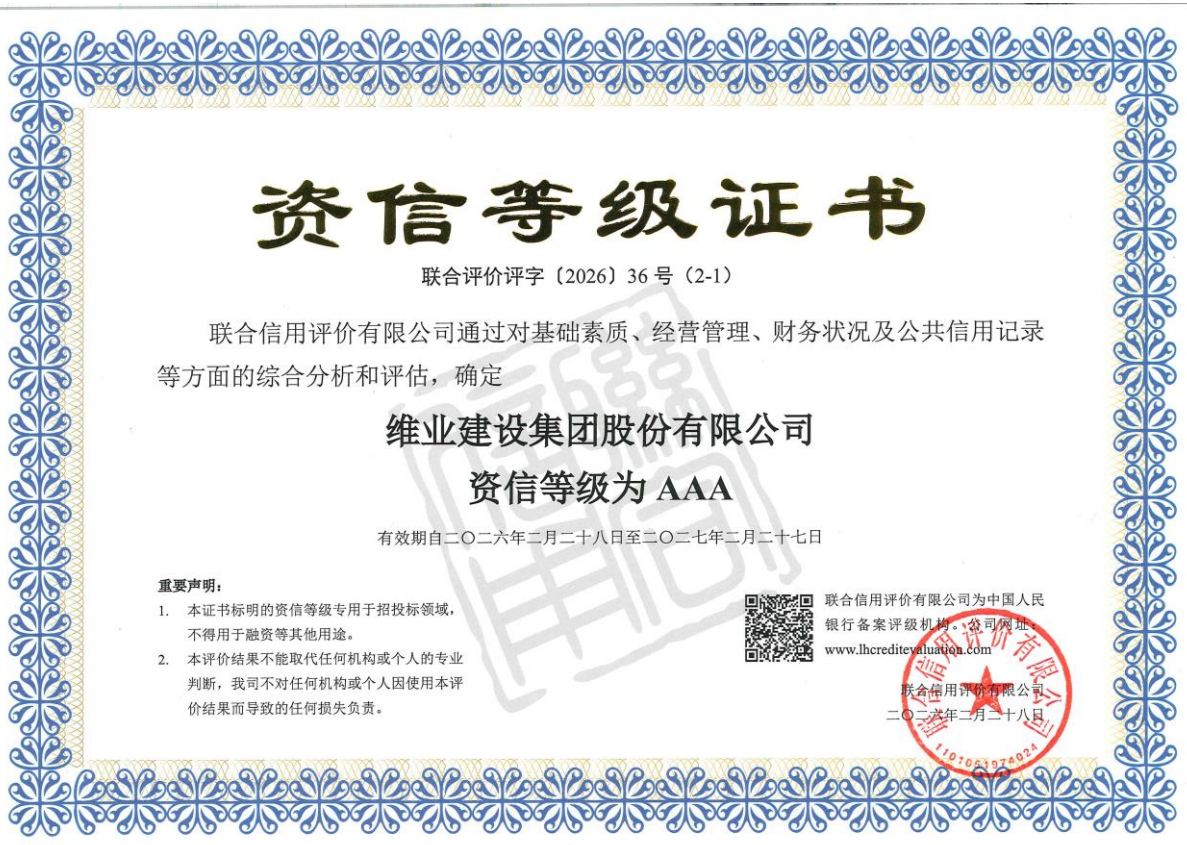 资信等级证书
联合评价评字〔2026〕36号（2-1）
联合信用评价有限公司通过对基础素质、经营管理、财务状况及公共信用记录
等方面的综合分析和评估，确定
维业建设集团股份有限公司
资信等级为 AAA
有效期自二〇二六年二月二十八日至二〇二七年二月二十七日
重要声明：
1. 本证书标明的资信等级专用于招投标领域，
不得用于融资等其他用途。
2. 本评价结果不能取代任何机构或个人的专业
判断，我司不对任何机构或个人因使用本评
价结果而导致的任何损失负责。
联合信用评价有限公司为中国人民
银行备案评级机构。公司网址：
www.lhcreditevaluation.com
联合信用评价有限公司
二〇二六年二月二十八日
联合信用评价有限公司
1101051974024